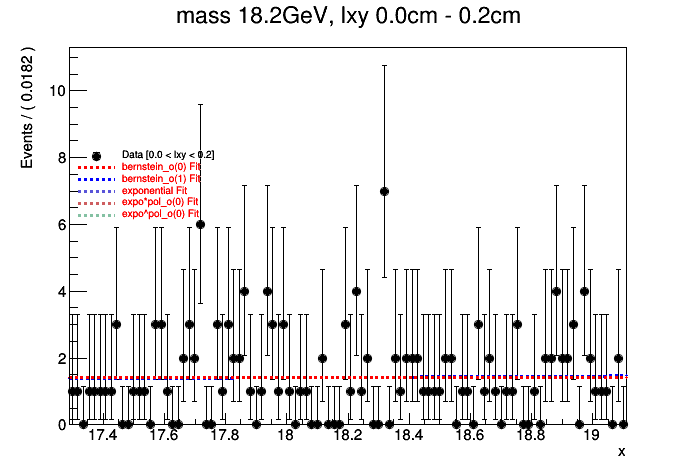 mass 18.2GeV, lxy 0.0cm - 0.2cm
Events / ( 0.0182 )
10
8
6
4
2
0
Data [0.0 < lxy < 0.2]
bernstein_o(0) Fit
bernstein_o(1) Fit
exponential Fit
expo*pol_o(0) Fit
expo^pol_o(0) Fit
17.4 17.6 17.8 18 18.2 18.4 18.6 18.8 19
x